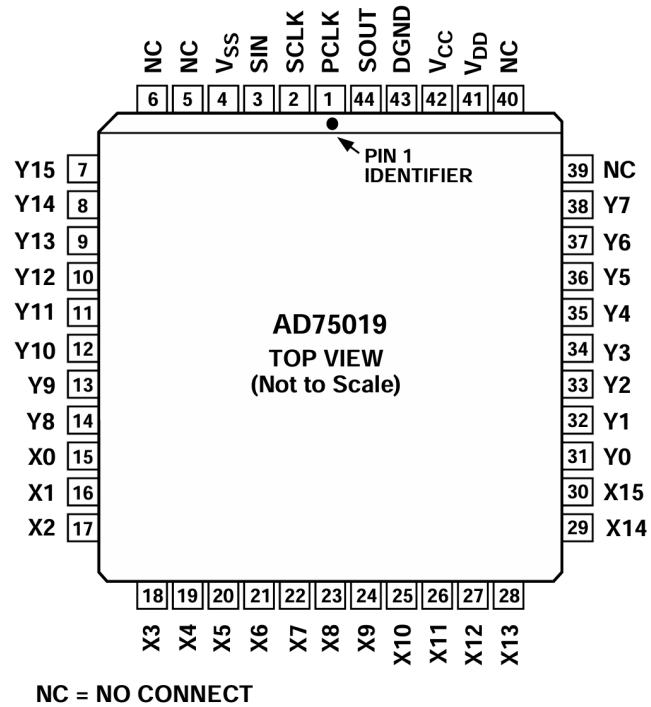 NC NC VSS SIN SCLK PCLK SOUT DGND VCC VDD NC
6 5 4 3 2 1 44 43 42 41 40
PIN 1
IDENTIFIER
Y15 7
Y14 8
Y13 9
Y12 10
Y11 11
Y10 12
Y9 13
Y8 14
X0 15
X1 16
X2 17
AD75019
TOP VIEW
(Not to Scale)
39 NC
38 Y7
37 Y6
36 Y5
35 Y4
34 Y3
33 Y2
32 Y1
31 Y0
30 X15
29 X14
18 19 20 21 22 23 24 25 26 27 28
X3 X4 X5 X6 X7 X8 X9 X10 X11 X12 X13
NC = NO CONNECT